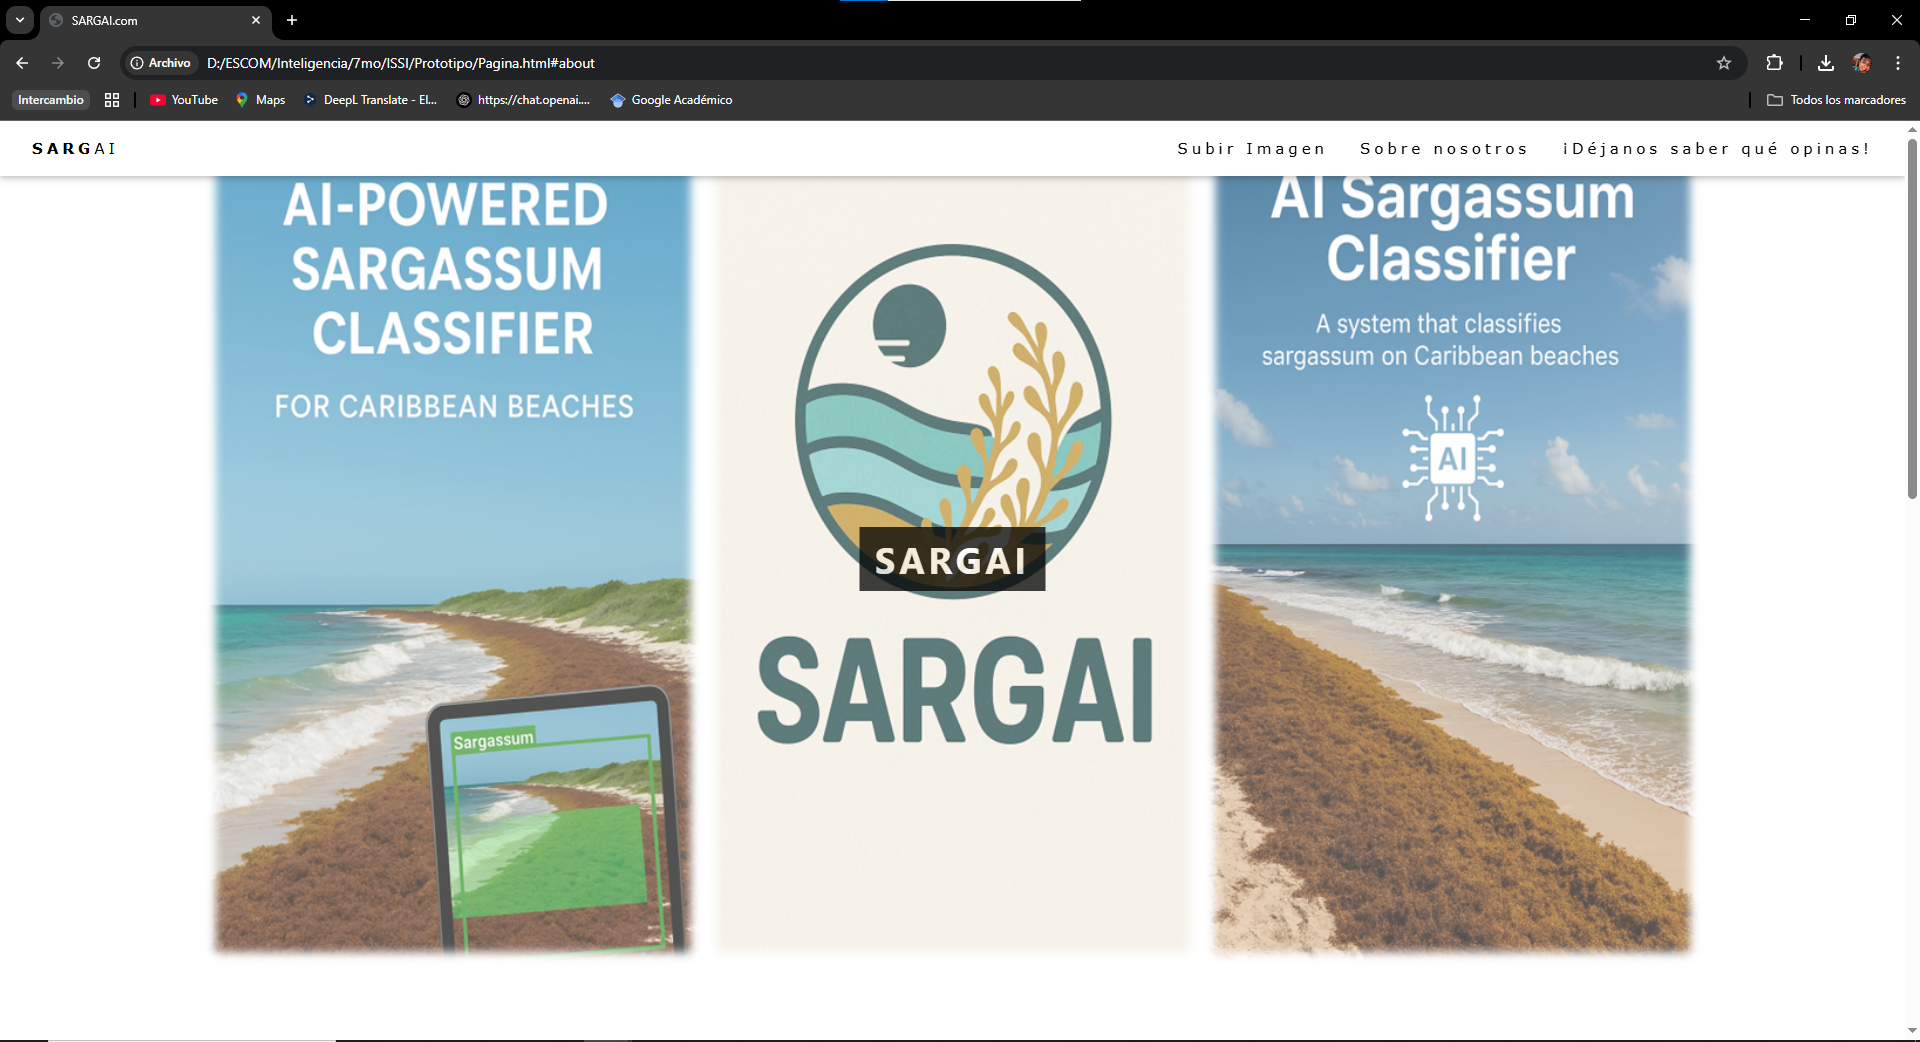 SARGAI.com
Archivo
D:/ESCOM/Inteligencia/7mo/ISSI/Prototipo/Pagina.html#about
Intercambio
YouTube
Maps
DeepL Translate - El...
https://chat.openai....
Google Académico
Todos los marcadores
SARGAI
Subir Imagen
Sobre nosotros
¡Déjanos saber qué opinas!
AI-POWERED
SARGASSUM
CLASSIFIER
FOR CARIBBEAN BEACHES
Sargassum
SARGAI
SARGAI
AI Sargassum
Classifier
A system that classifies
sargassum on Caribbean beaches
AI